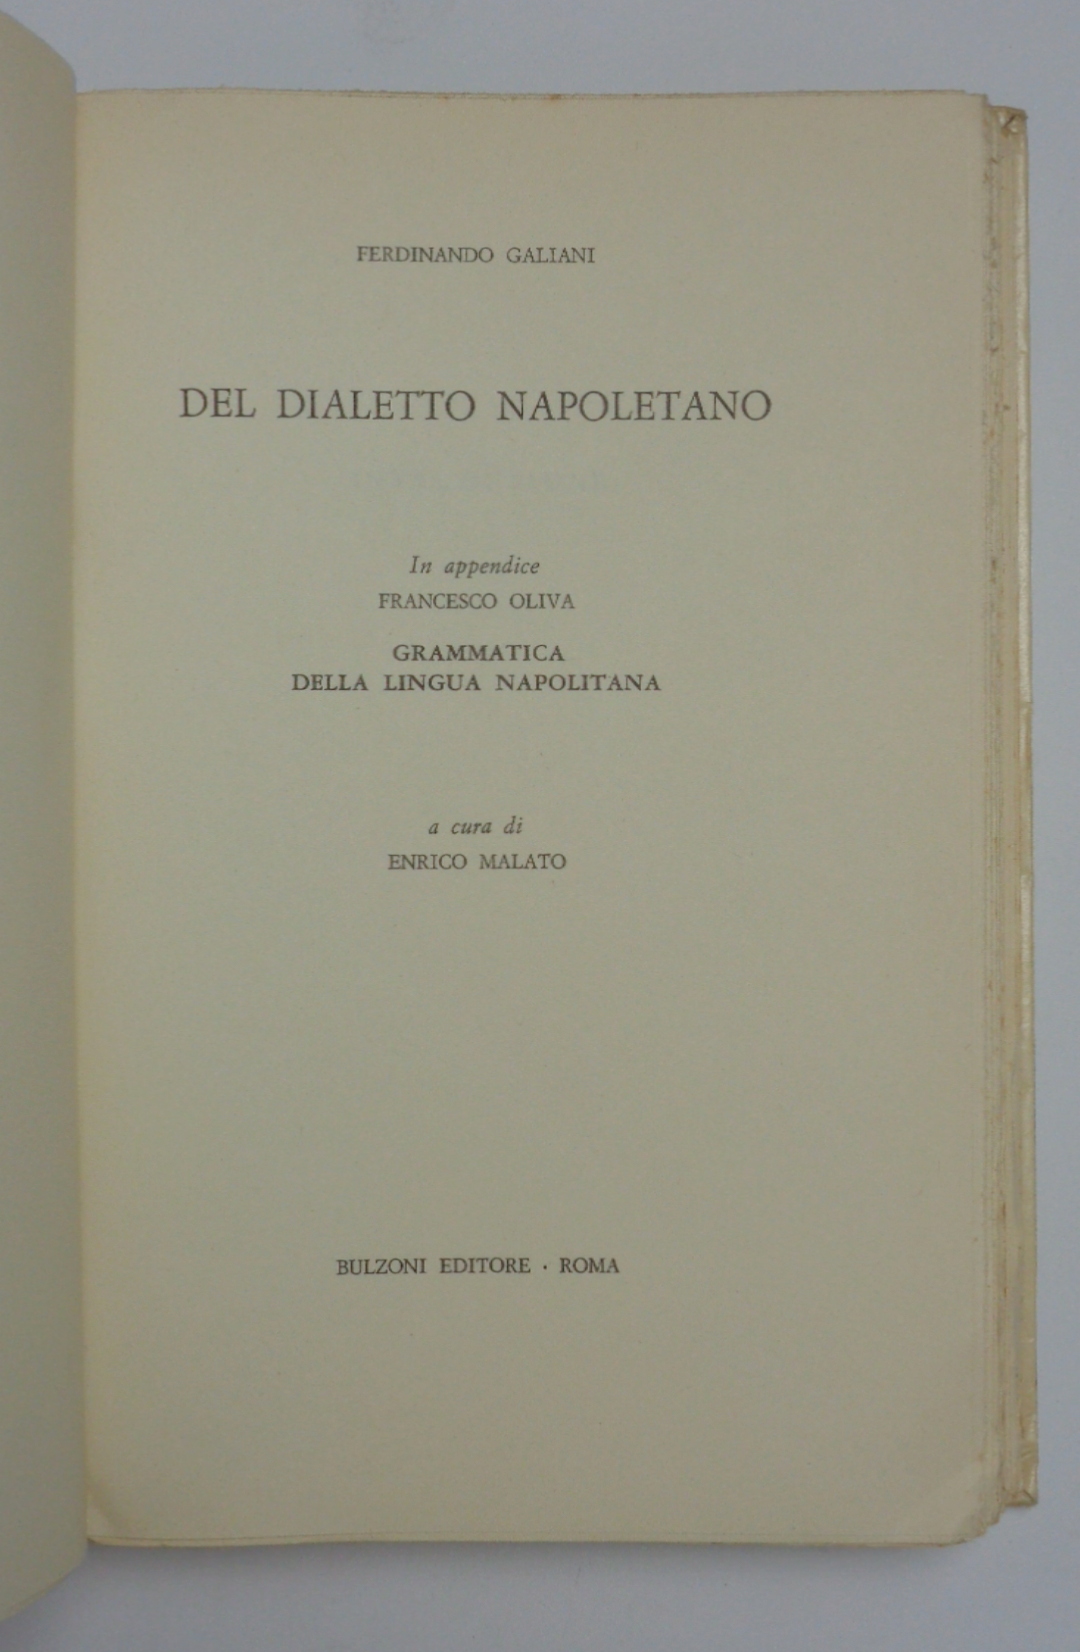 FERDINANDO GALIANI
DEL DIALETTO NAPOLETANO
In appendice
FRANCESCO OLIVA
GRAMMATICA
DELLA LINGUA NAPOLITANA
a cura di
ENRICO MALATO
BULZONI EDITORE · ROMA